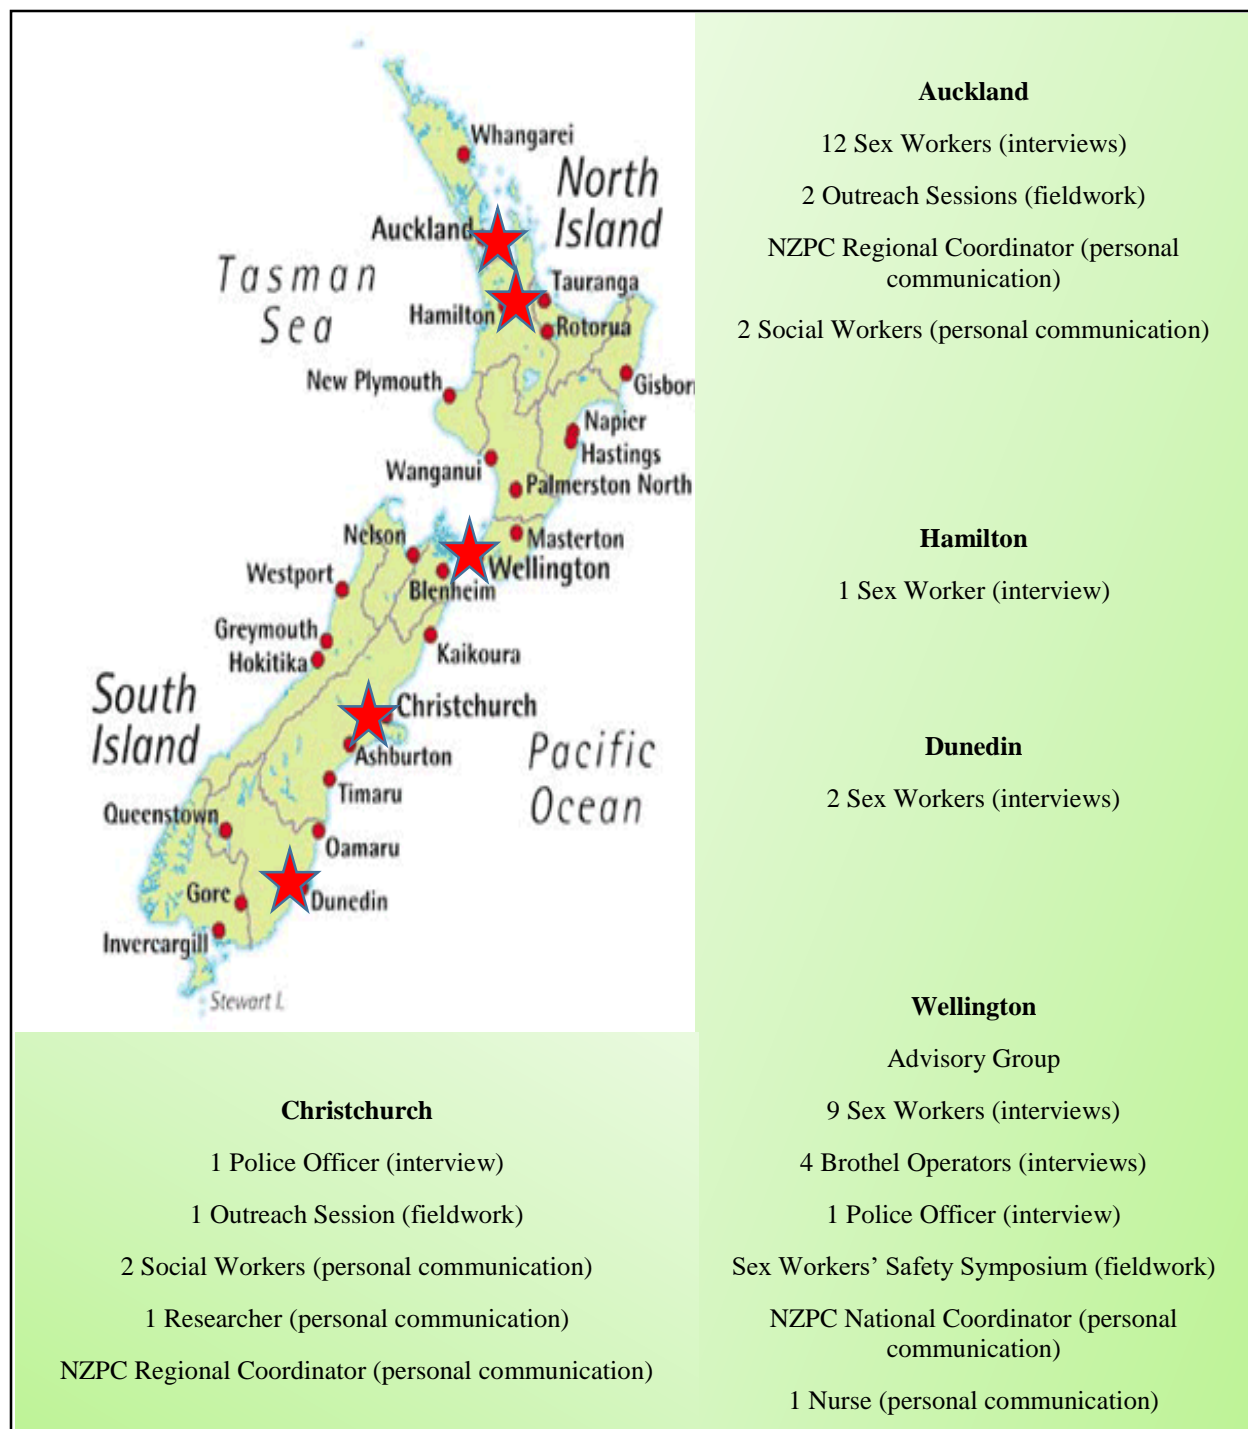 Whangarei
North
Island
Auckland
Tasman
Sea
Tauranga
Hamilton
Rotorua
New Plymouth
Gisbor
Napier
Hastings
Wanganui
Palmerston North
Nelson
Masterton
Wellington
Westport
Blenheim
Greymouth
Kaikoura
Hokitika
South
Island
Christchurch
Pacific
Ocean
Ashburton
Timaru
Queenstown
Oamaru
Gore
Dunedin
Invercargill
Stewart I.
Auckland
12 Sex Workers (interviews)
2 Outreach Sessions (fieldwork)
NZPC Regional Coordinator (personal
communication)
2 Social Workers (personal communication)
Hamilton
1 Sex Worker (interview)
Dunedin
2 Sex Workers (interviews)
Wellington
Advisory Group
9 Sex Workers (interviews)
4 Brothel Operators (interviews)
1 Police Officer (interview)
Sex Workers’ Safety Symposium (fieldwork)
NZPC National Coordinator (personal
communication)
1 Nurse (personal communication)
Christchurch
1 Police Officer (interview)
1 Outreach Session (fieldwork)
2 Social Workers (personal communication)
1 Researcher (personal communication)
NZPC Regional Coordinator (personal communication)